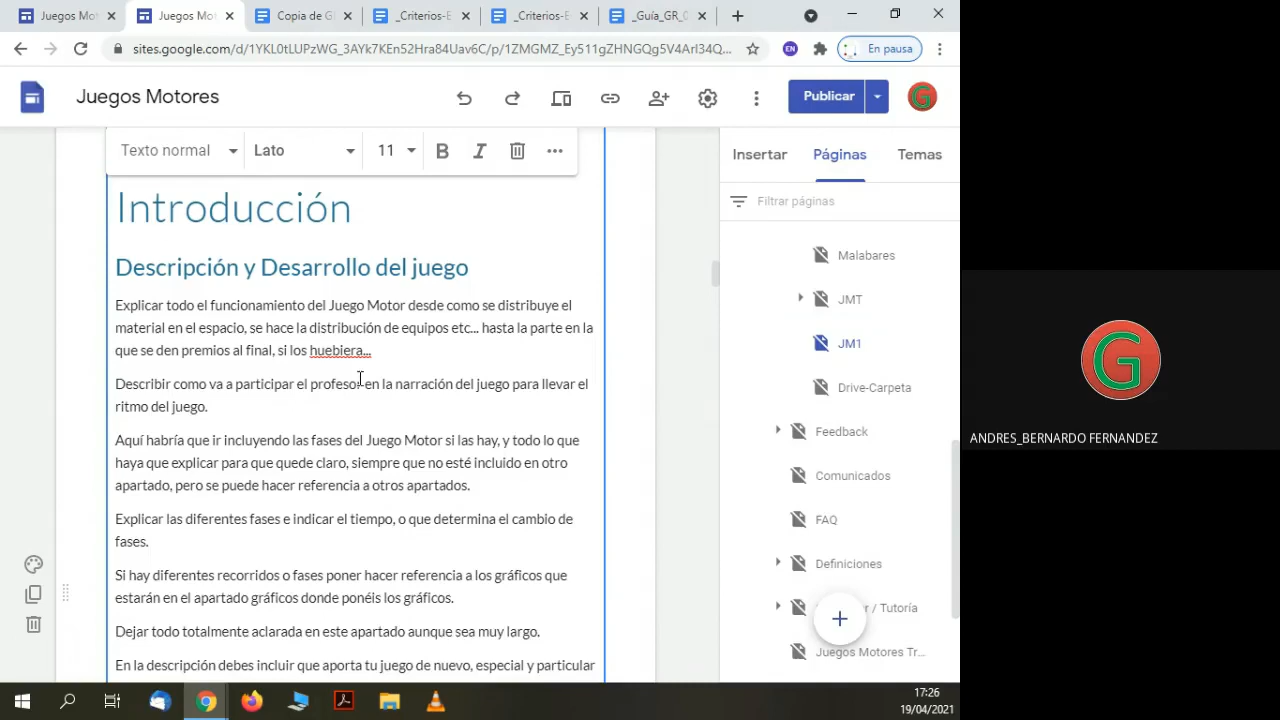 Juegos Motores
Juegos Motores
Copia de G
_Criterios-E
_Criterios-E
_Guía_GR_0
sites.google.com/d/1YKL0tLUPzWG_3AYk7KEn52Hra84Uav6C/p/1ZMGMZ_Ey511gZHNGQg5V4Arl34Q...
EN
En pausa
Juegos Motores
Publicar
G
Texto normal
Lato
11
B
I
Insertar
Páginas
Temas
Filtrar páginas
Introducción
Descripción y Desarrollo del juego
Explicar todo el funcionamiento del Juego Motor desde como se distribuye el
material en el espacio, se hace la distribución de equipos etc... hasta la parte en la
que se den premios al final, si los huebiera...
Describir como va a participar el profesor en la narración del juego para llevar el
ritmo del juego.
Aquí habría que ir incluyendo las fases del Juego Motor si las hay, y todo lo que
haya que explicar para que quede claro, siempre que no esté incluido en otro
apartado, pero se puede hacer referencia a otros apartados.
Explicar las diferentes fases e indicar el tiempo, o que determina el cambio de
fases.
Si hay diferentes recorridos o fases poner hacer referencia a los gráficos que
estarán en el apartado gráficos donde ponéis los gráficos.
Dejar todo totalmente aclarada en este apartado aunque sea muy largo.
En la descripción debes incluir que aporta tu juego de nuevo, especial y particular
Malabares
JMT
JM1
Drive-Carpeta
Feedback
Comunicados
FAQ
Definiciones
r / Tutoría
Juegos Motores Tr...
G
ANDRES_BERNARDO FERNANDEZ
17:26
19/04/2021